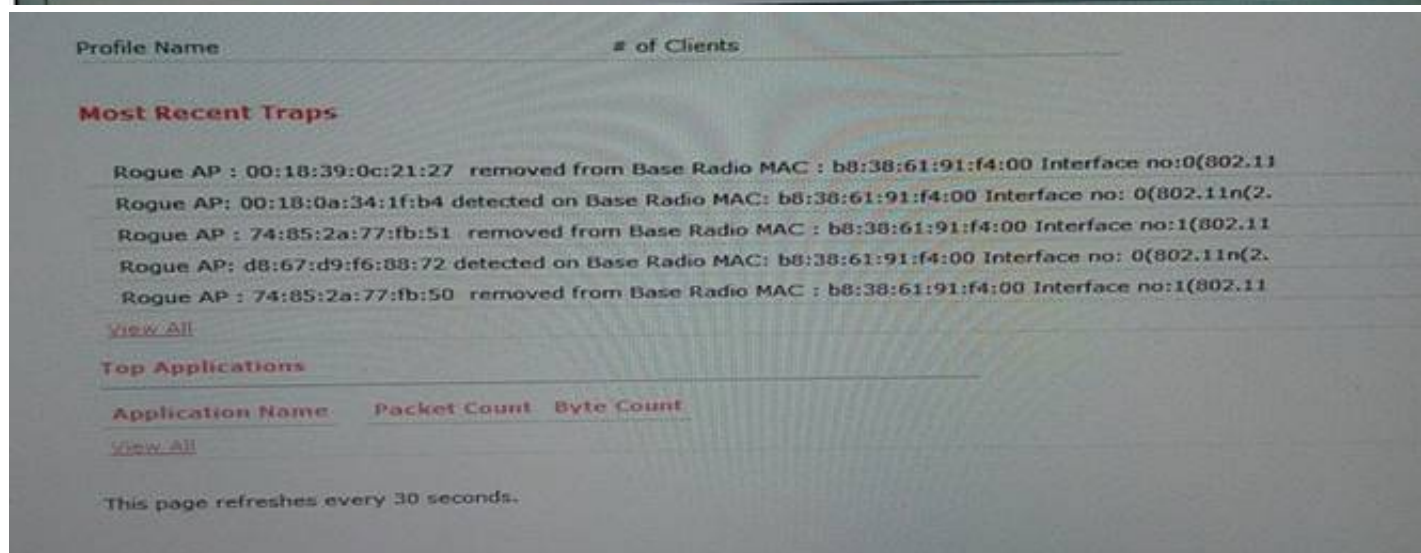 Profile Name # of Clients
Most Recent Traps
Rogue AP : 00:18:39:0c:21:27 removed from Base Radio MAC : b8:38:61:91:f4:00 Interface no:0(802.11
Rogue AP: 00:18:0a:34:1f:b4 detected on Base Radio MAC: b8:38:61:91:f4:00 Interface no: 0(802.11n(2.
Rogue AP : 74:85:2a:77:fb:51 removed from Base Radio MAC : b8:38:61:91:f4:00 Interface no:1(802.11
Rogue AP: d8:67:d9:f6:88:72 detected on Base Radio MAC: b8:38:61:91:f4:00 Interface no: 0(802.11n(2.
Rogue AP : 74:85:2a:77:fb:50 removed from Base Radio MAC : b8:38:61:91:f4:00 Interface no:1(802.11
View All
Top Applications
Application Name Packet Count Byte Count
View All
This page refreshes every 30 seconds.